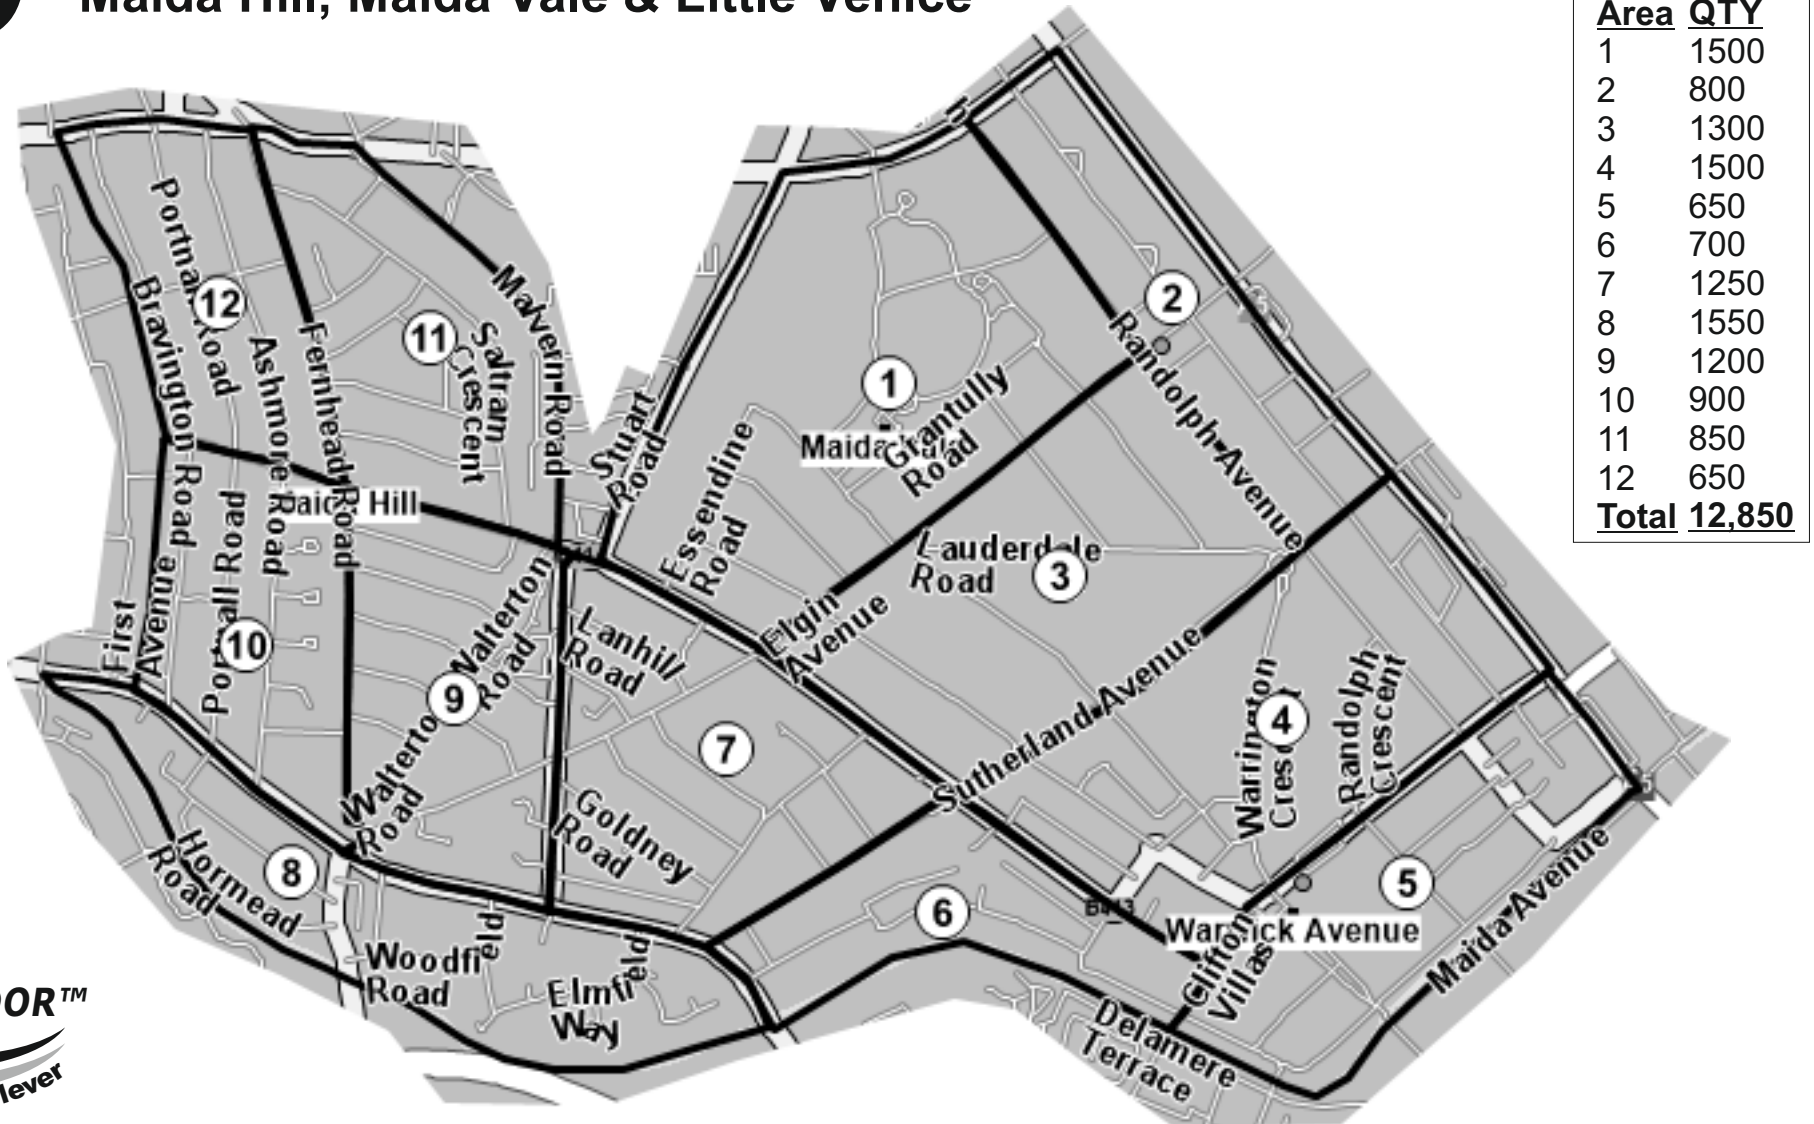 Maida Hill, Maida Vale & Little Venice
Area QTY
1 1500
2 800
3 1300
4 1500
5 650
6 700
7 1250
8 1550
9 1200
10 900
11 850
12 650
Total 12,850
12
11
2
1
3
10
9
7
4
8
6
5
Road
Bravington Road
Ashmore Road
Fernhead Road
Saltram
Crescent
Malvern Road
Stuart
Road
Essendine
Road
Grantully
Road
Randolph Avenue
Hill
Lauderdale
Road
Elgin
Avenue
Sutherland Avenue
Warrington
Randolph
Crescent
First
Avenue
Portnall Road
Walterton
Road
Lanhill
Road
Walterton
Road
Goldney
Road
Hormead
Road
Woodfield
Road
Elmfield
Way
Warwick Avenue
Clifton
Villas
Maida Avenue
Delamere
Terrace